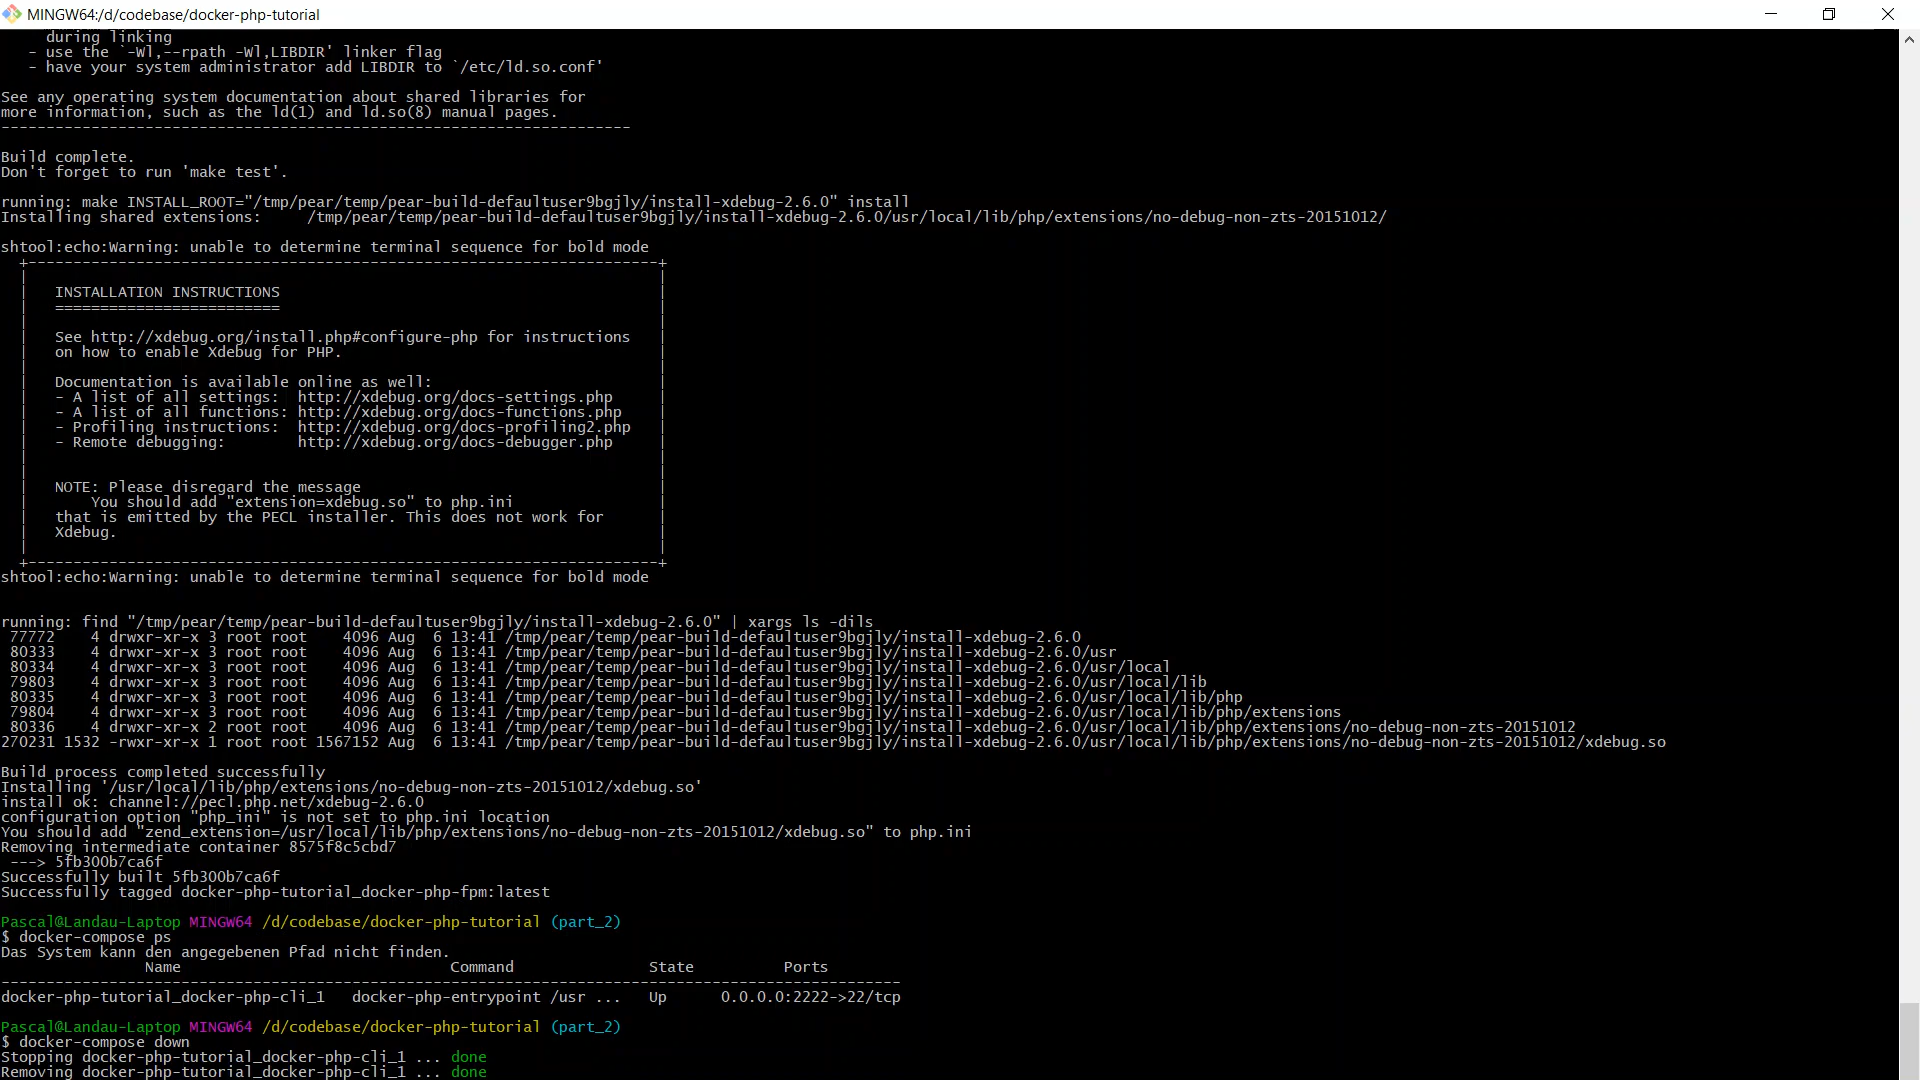 MINGW64:/d/codebase/docker-php-tutorial
during linking
- use the `-Wl,--rpath -Wl,LIBDIR' linker flag
- have your system administrator add LIBDIR to `/etc/ld.so.conf'
See any operating system documentation about shared libraries for
more information, such as the ld(1) and ld.so(8) manual pages.
----------------------------------------------------------------------
Build complete.
Don't forget to run 'make test'.
running: make INSTALL_ROOT="/tmp/pear/temp/pear-build-defaultuser9bgjly/install-xdebug-2.6.0" install
Installing shared extensions:     /tmp/pear/temp/pear-build-defaultuser9bgjly/install-xdebug-2.6.0/usr/local/lib/php/extensions/no-debug-non-zts-20151012/
shtool:echo:Warning: unable to determine terminal sequence for bold mode
+----------------------------------------------------------------------+
INSTALLATION INSTRUCTIONS
=========================
See http://xdebug.org/install.php#configure-php for instructions
on how to enable Xdebug for PHP.
Documentation is available online as well:
- A list of all settings:  http://xdebug.org/docs-settings.php
- A list of all functions: http://xdebug.org/docs-functions.php
- Profiling instructions:  http://xdebug.org/docs-profiling2.php
- Remote debugging:        http://xdebug.org/docs-debugger.php
NOTE: Please disregard the message
You should add "extension=xdebug.so" to php.ini
that is emitted by the PECL installer. This does not work for
Xdebug.
+----------------------------------------------------------------------+
shtool:echo:Warning: unable to determine terminal sequence for bold mode
running: find "/tmp/pear/temp/pear-build-defaultuser9bgjly/install-xdebug-2.6.0" | xargs ls -dils
77772    4 drwxr-xr-x 3 root root    4096 Aug  6 13:41 /tmp/pear/temp/pear-build-defaultuser9bgjly/install-xdebug-2.6.0
80333    4 drwxr-xr-x 3 root root    4096 Aug  6 13:41 /tmp/pear/temp/pear-build-defaultuser9bgjly/install-xdebug-2.6.0/usr
80334    4 drwxr-xr-x 3 root root    4096 Aug  6 13:41 /tmp/pear/temp/pear-build-defaultuser9bgjly/install-xdebug-2.6.0/usr/local
79803    4 drwxr-xr-x 3 root root    4096 Aug  6 13:41 /tmp/pear/temp/pear-build-defaultuser9bgjly/install-xdebug-2.6.0/usr/local/lib
80335    4 drwxr-xr-x 3 root root    4096 Aug  6 13:41 /tmp/pear/temp/pear-build-defaultuser9bgjly/install-xdebug-2.6.0/usr/local/lib/php
79804    4 drwxr-xr-x 3 root root    4096 Aug  6 13:41 /tmp/pear/temp/pear-build-defaultuser9bgjly/install-xdebug-2.6.0/usr/local/lib/php/extensions
80336    4 drwxr-xr-x 2 root root    4096 Aug  6 13:41 /tmp/pear/temp/pear-build-defaultuser9bgjly/install-xdebug-2.6.0/usr/local/lib/php/extensions/no-debug-non-zts-20151012
270231 1532 -rwxr-xr-x 1 root root 1567152 Aug  6 13:41 /tmp/pear/temp/pear-build-defaultuser9bgjly/install-xdebug-2.6.0/usr/local/lib/php/extensions/no-debug-non-zts-20151012/xdebug.so
Build process completed successfully
Installing '/usr/local/lib/php/extensions/no-debug-non-zts-20151012/xdebug.so'
install ok: channel://pecl.php.net/xdebug-2.6.0
configuration option "php_ini" is not set to php.ini location
You should add "zend_extension=/usr/local/lib/php/extensions/no-debug-non-zts-20151012/xdebug.so" to php.ini
Removing intermediate container 8575f8c5cbd7
---> 5fb300b7ca6f
Successfully built 5fb300b7ca6f
Successfully tagged docker-php-tutorial_docker-php-fpm:latest
Pascal@Landau-Laptop MINGW64 /d/codebase/docker-php-tutorial (part_2)
$ docker-compose ps
Das System kann den angegebenen Pfad nicht finden.
Name                              Command               State          Ports
----------------------------------------------------------------------------------------------------
docker-php-tutorial_docker-php-cli_1   docker-php-entrypoint /usr ...   Up      0.0.0.0:2222->22/tcp
Pascal@Landau-Laptop MINGW64 /d/codebase/docker-php-tutorial (part_2)
$ docker-compose down
Stopping docker-php-tutorial_docker-php-cli_1 ... done
Removing docker-php-tutorial_docker-php-cli_1 ... done